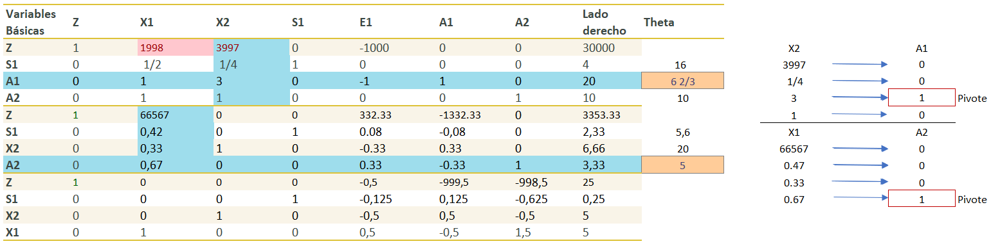 Variables Básicas Z X1 X2 S1 E1 A1 A2 Lado derecho Theta
Z 1 1998 3997 0 -1000 0 0 30000
S1 0 1/2 1/4 1 0 0 0 4 16
A1 0 1 3 0 -1 1 0 20 6 2/3
A2 0 1 1 0 0 0 1 10 10
Z 1 66567 0 0 332.33 -1332.33 0 3353.33
S1 0 0,42 0 1 0.08 -0,08 0 2,33 5,6
X2 0 0,33 1 0 -0.33 0.33 0 6,66 20
A2 0 0,67 0 0 0.33 -0.33 1 3,33 5
Z 1 0 0 0 -0,5 -999,5 -998,5 25
S1 0 0 0 1 -0,125 0,125 -0,625 0,25
X2 0 0 1 0 -0,5 0,5 -0,5 5
X1 0 1 0 0 0,5 -0,5 1,5 5
X2 A1
3997 0
1/4 0
3 1 Pivote
1 0
X1 A2
66567 0
0.47 0
0.33 0
0.67 1 Pivote